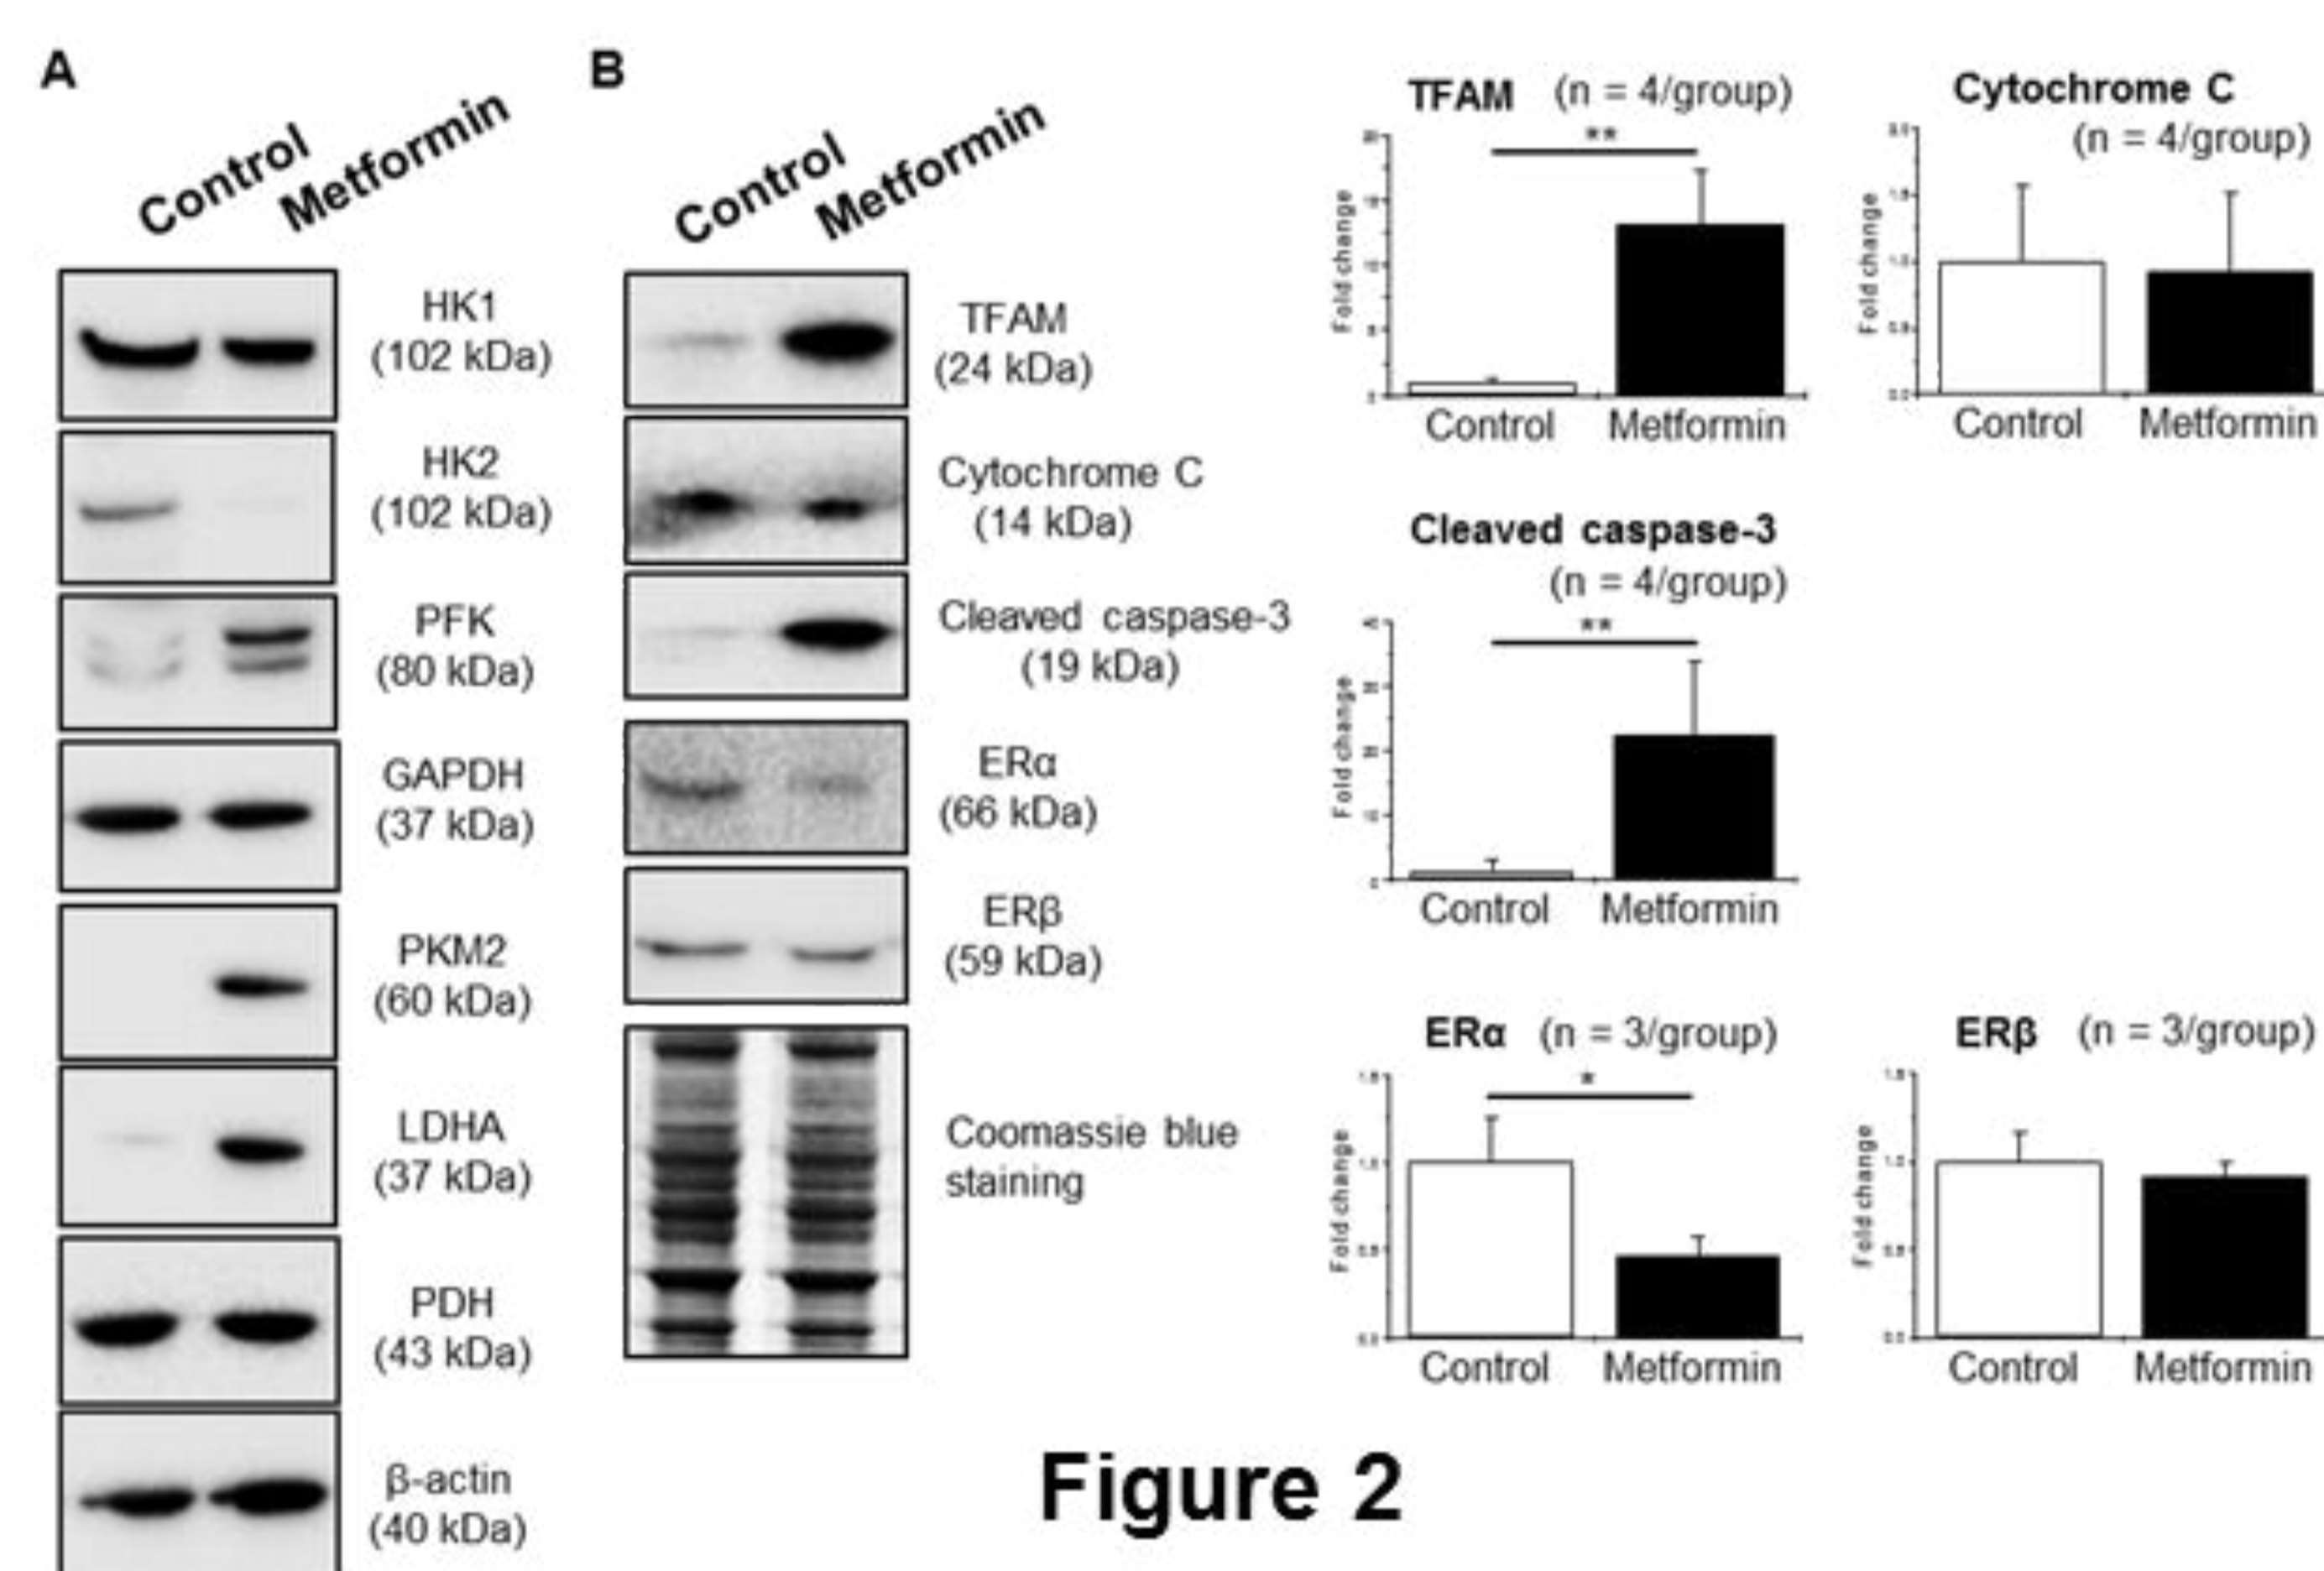 A
Control
Metformin
HK1
(102 kDa)
HK2
(102 kDa)
PFK
(80 kDa)
GAPDH
(37 kDa)
PKM2
(60 kDa)
LDHA
(37 kDa)
PDH
(43 kDa)
β-actin
(40 kDa)
B
Control
Metformin
TFAM
(24 kDa)
Cytochrome C
(14 kDa)
Cleaved caspase-3
(19 kDa)
ERα
(66 kDa)
ERβ
(59 kDa)
Coomassie blue
staining
TFAM (n = 4/group)
**
Fold change
Control Metformin
Cytochrome C
(n = 4/group)
Fold change
Control Metformin
Cleaved caspase-3
(n = 4/group)
**
Fold change
Control Metformin
ERα (n = 3/group)
*
Fold change
Control Metformin
ERβ (n = 3/group)
Fold change
Control Metformin
Figure 2